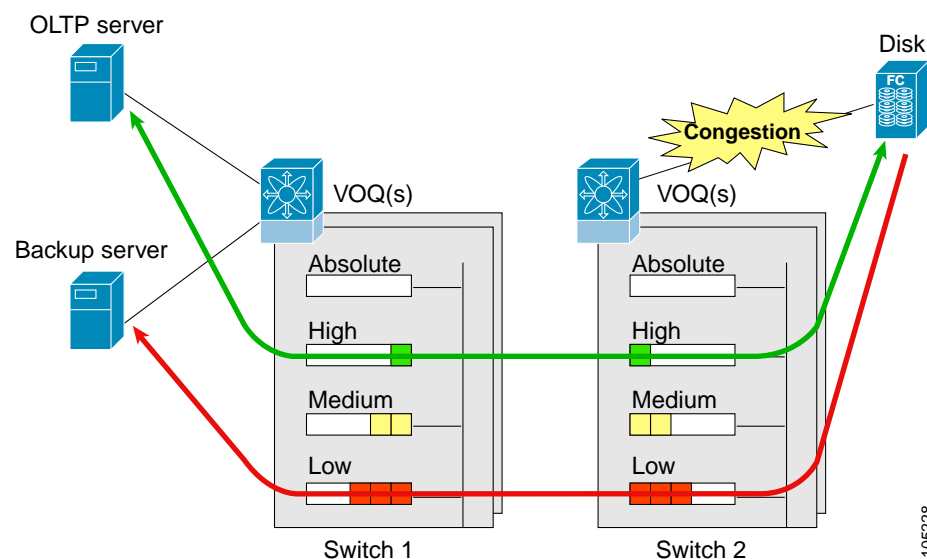 OLTP server
Disk
FC
Congestion
VOQ(s)
VOQ(s)
Backup server
Absolute
Absolute
High
High
Medium
Medium
Low
Low
Switch 1
Switch 2